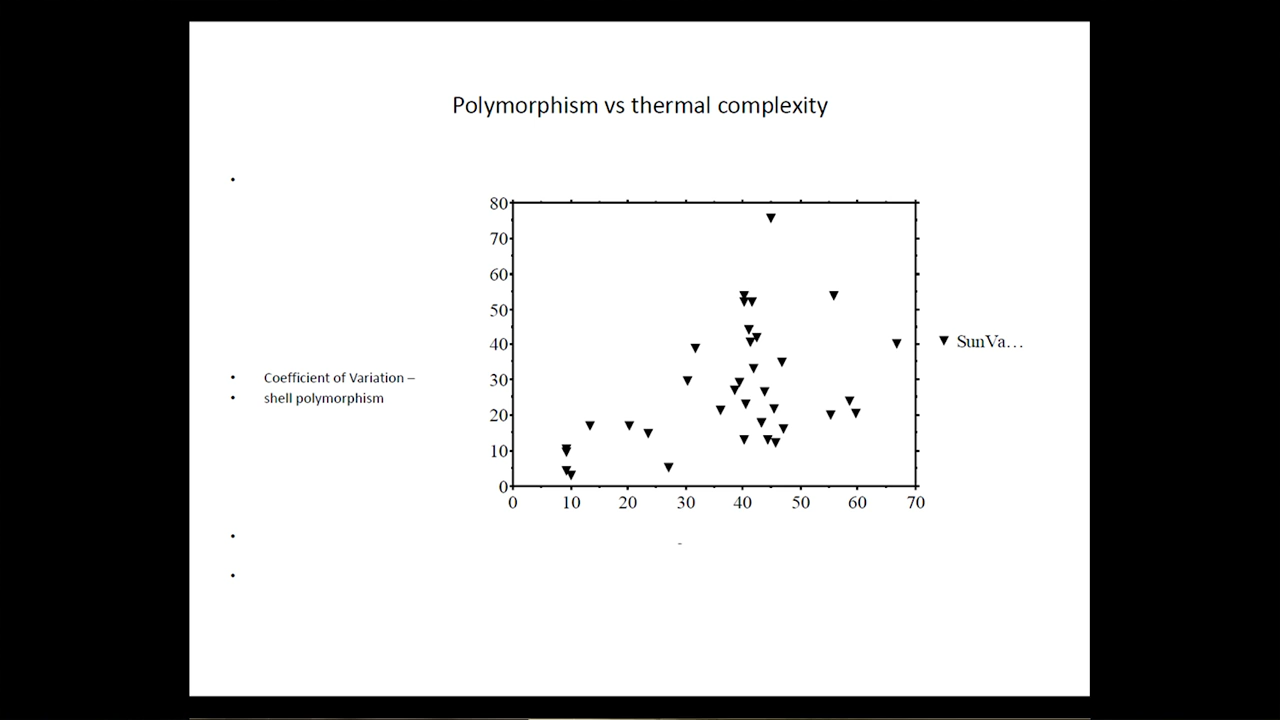 Polymorphism vs thermal complexity
•
80
70
60
50
40
30
20
10
0
0 10 20 30 40 50 60 70
SunVa…
• Coefficient of Variation –
• shell polymorphism
-
•
•